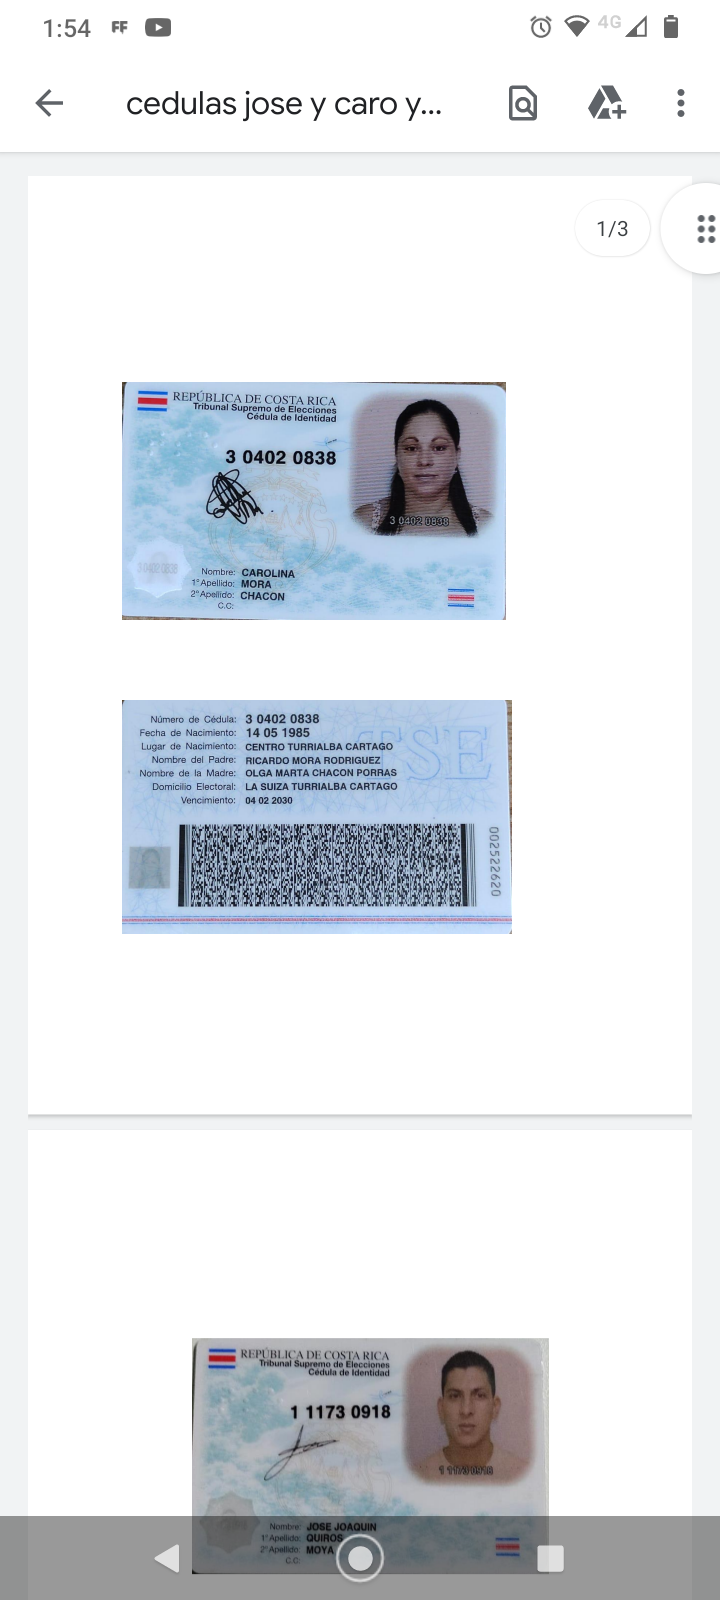 1:54
4G
cedulas jose y caro y...
1/3
REPÚBLICA DE COSTA RICA
Tribunal Supremo de Elecciones
Cédula de Identidad
3 0402 0838
3 0402 0838
Nombre: CAROLINA
1° Apellido: MORA
2° Apellido: CHACON
C.C:
Número de Cédula: 3 0402 0838
Fecha de Nacimiento: 14 05 1985
Lugar de Nacimiento: CENTRO TURRIALBA CARTAGO
Nombre del Padre: RICARDO MORA RODRIGUEZ
Nombre de la Madre: OLGA MARTA CHACON PORRAS
Domicilio Electoral: LA SUIZA TURRIALBA CARTAGO
Vencimiento: 04 02 2030
TSE
002522620
REPÚBLICA DE COSTA RICA
Tribunal Supremo de Elecciones
Cédula de Identidad
1 1173 0918
1 1173 0918
Nombre: JOSE JOAQUIN
1° Apellido: QUIROS
2° Apellido: MOYA
C.C: